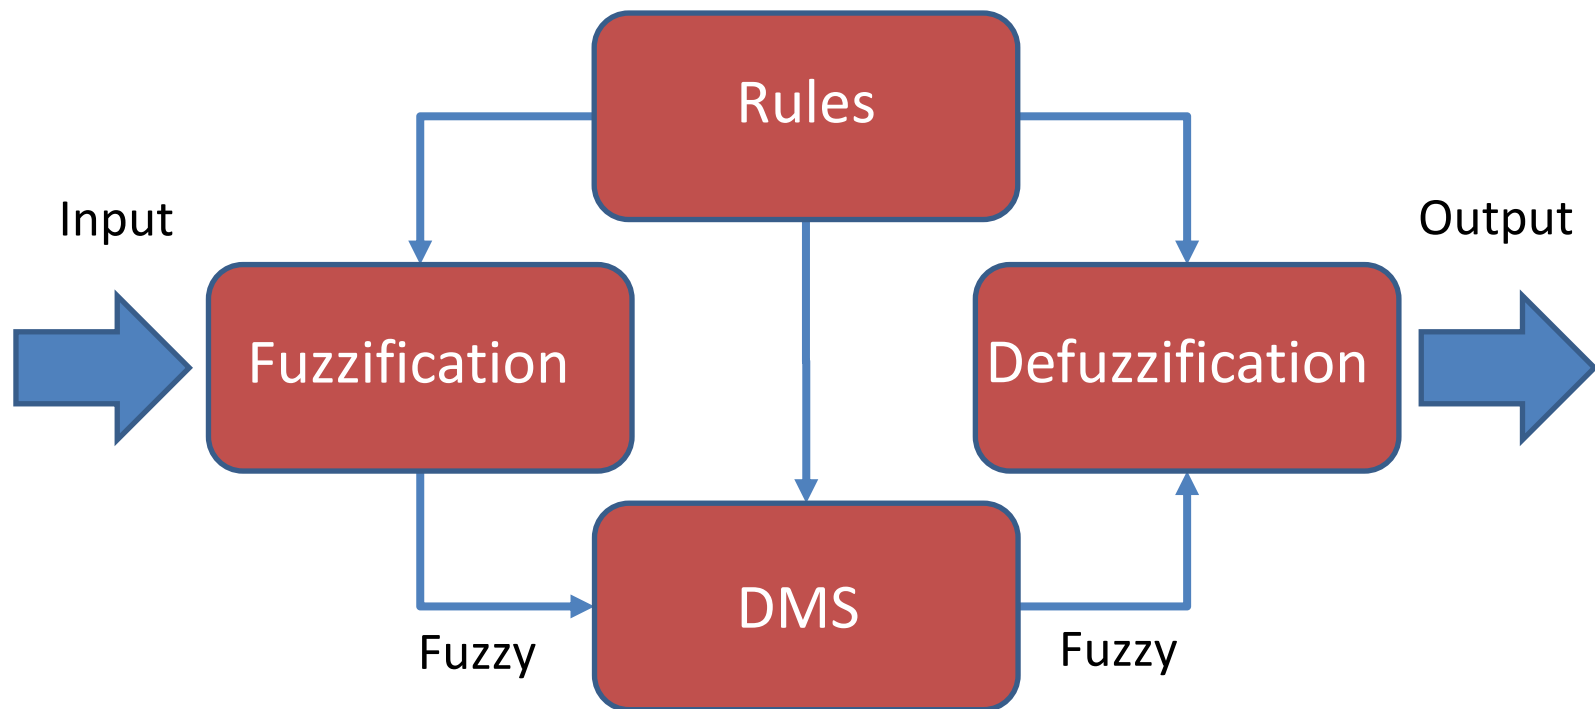 Rules
Input
Output
Fuzzification
Defuzzification
DMS
Fuzzy
Fuzzy